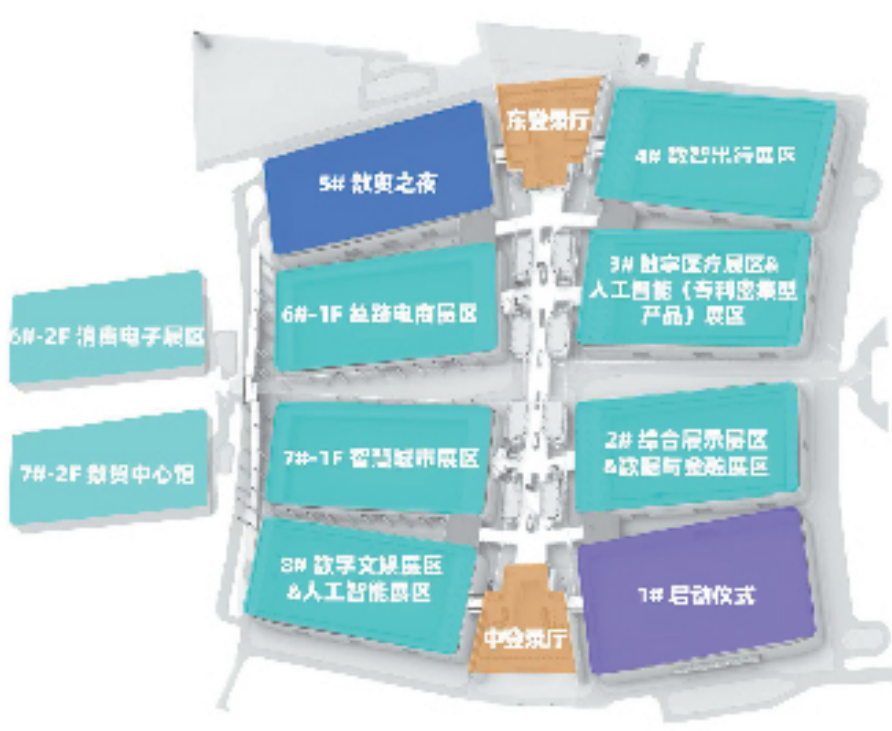 东登录厅
5# 数贸之夜
4# 数智出行展区
6#-1F 丝路电商展区
3# 数字医疗展区&
人工智能（专科密集型
产品）展区
6#-2F 消费电子展区
7#-1F 智慧城市展区
2# 综合展示展区
&数据与金融展区
7#-2F 数贸中心馆
8# 数字文娱展区
&人工智能展区
1# 启动仪式
中登录厅